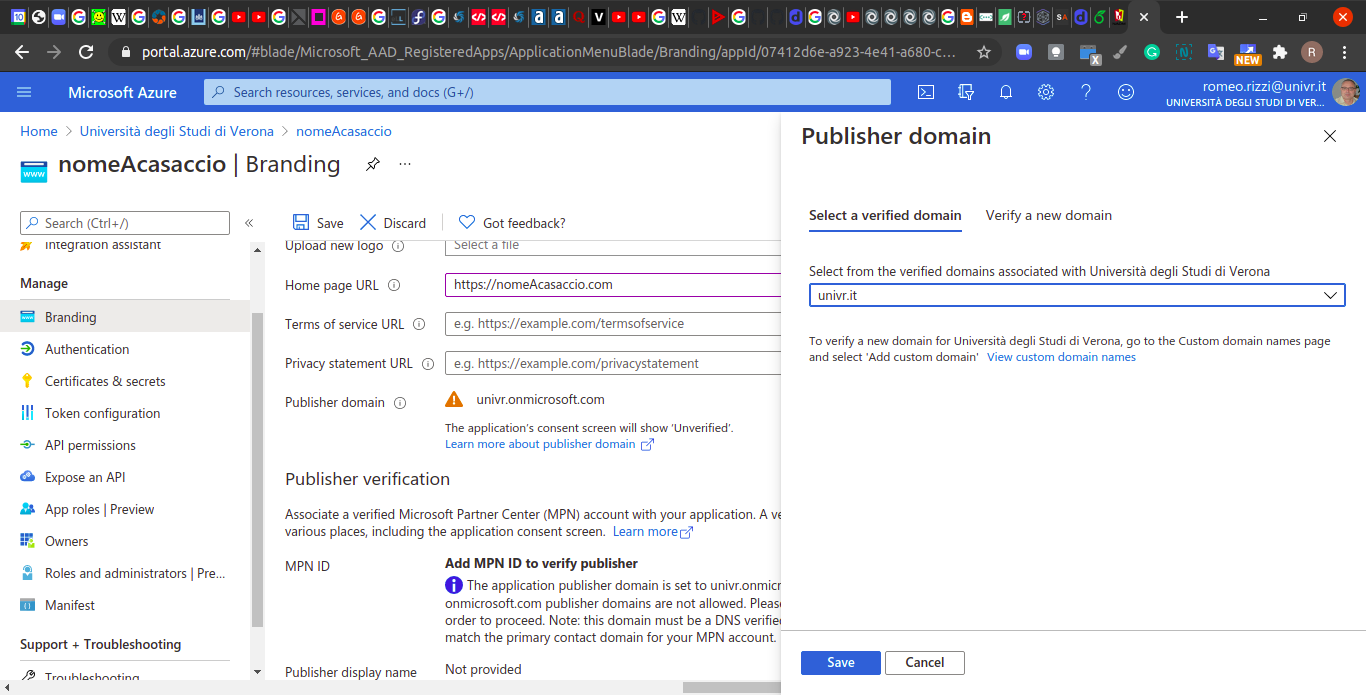 portal.azure.com/#blade/Microsoft_AAD_RegisteredApps/ApplicationMenuBlade/Branding/appId/07412d6e-a923-4e41-a680-c...
NEW
R
Microsoft Azure
Search resources, services, and docs (G+/)
romeo.rizzi@univr.it
UNIVERSITÀ DEGLI STUDI DI VER...
Home > Università degli Studi di Verona > nomeAcasaccio
nomeAcasaccio | Branding
Search (Ctrl+/)
Integration assistant
Manage
Branding
Authentication
Certificates & secrets
Token configuration
API permissions
Expose an API
App roles | Preview
Owners
Roles and administrators | Pre...
Manifest
Support + Troubleshooting
Troubleshooting
Save
Discard
Got feedback?
Upload new logo
Select a file
Home page URL
https://nomeAcasaccio.com
Terms of service URL
e.g. https://example.com/termsofservice
Privacy statement URL
e.g. https://example.com/privacystatement
Publisher domain
univr.onmicrosoft.com
The application's consent screen will show 'Unverified'.
Learn more about publisher domain
Publisher verification
Associate a verified Microsoft Partner Center (MPN) account with your application. A ve
various places, including the application consent screen. Learn more
MPN ID
Add MPN ID to verify publisher
The application publisher domain is set to univr.onmicr
onmicrosoft.com publisher domains are not allowed. Pleas
order to proceed. Note: this domain must be a DNS verifie
match the primary contact domain for your MPN account.
Publisher display name
Not provided
Publisher domain
Select a verified domain
Verify a new domain
Select from the verified domains associated with Università degli Studi di Verona
univr.it
To verify a new domain for Università degli Studi di Verona, go to the Custom domain names page
and select 'Add custom domain' View custom domain names
Save
Cancel